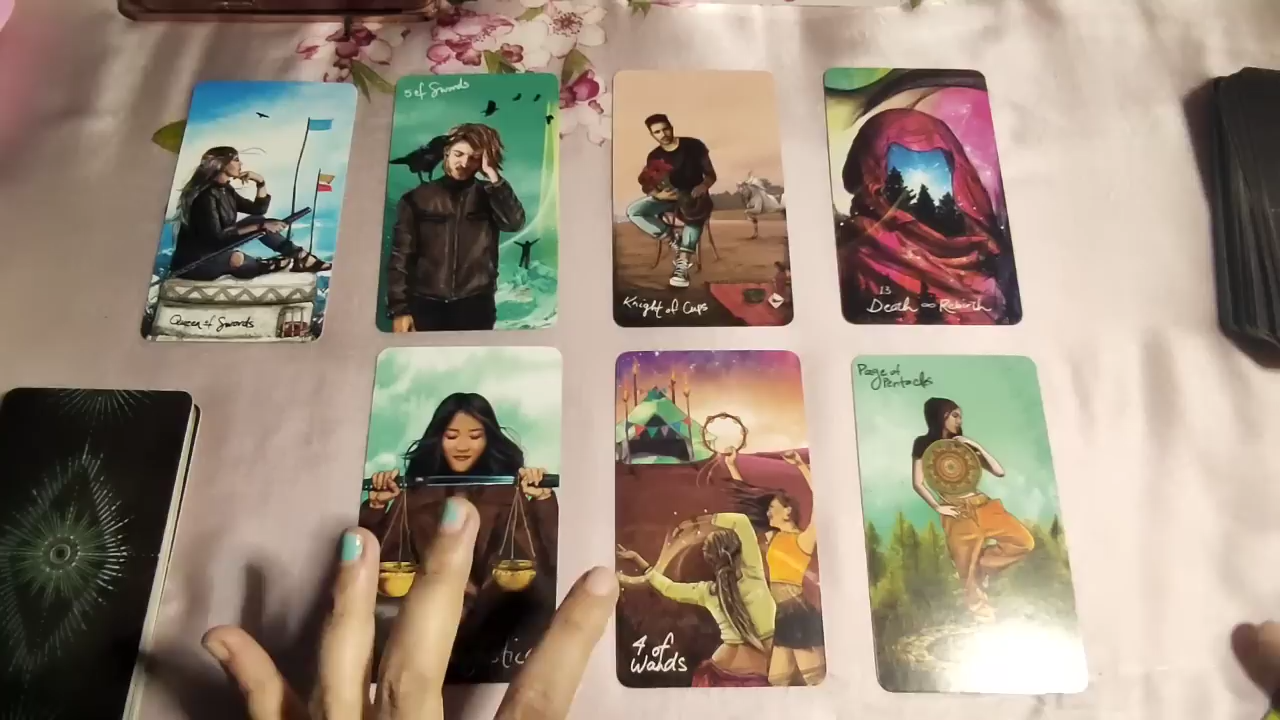 Queen of Swords
5 of Swords
Knight of Cups
13
Death ∞ Rebirth
4 of
Wands
Page of
Pentacles